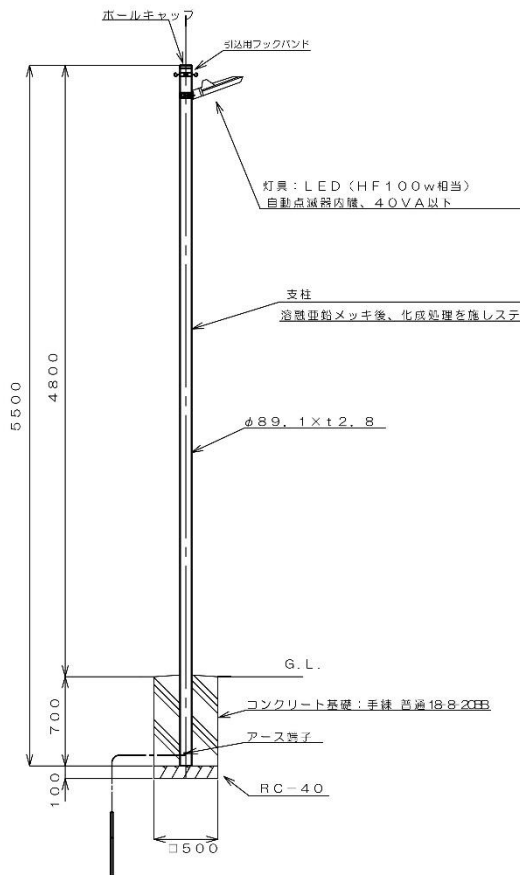 ポールキャップ
引込用フックバンド
灯具：ＬＥＤ（ＨＦ１００ｗ相当）
自動点滅器内臓、４０ＶＡ以下
支柱
溶融亜鉛メッキ後、化成処理を施しステ
５５００
４８００
φ８９．１×ｔ２．８
Ｇ．Ｌ．
７００
コンクリート基礎：手練 普通18-8-20BB
アース端子
１００
ＲＣ－４０
□５００